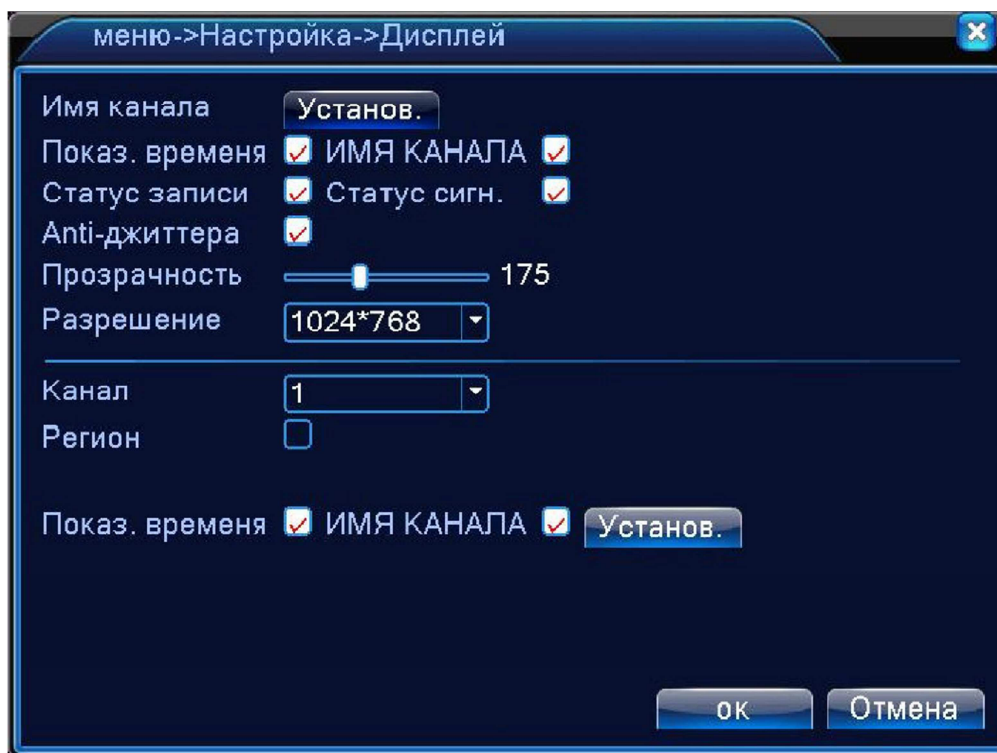 меню->Настройка->Дисплей
Имя канала Установ.
Показ. временя ИМЯ КАНАЛА
Статус записи Статус сигн.
Anti-джиттера
Прозрачность 175
Разрешение 1024*768
Канал 1
Регион
Показ. временя ИМЯ КАНАЛА Установ.
ок Отмена